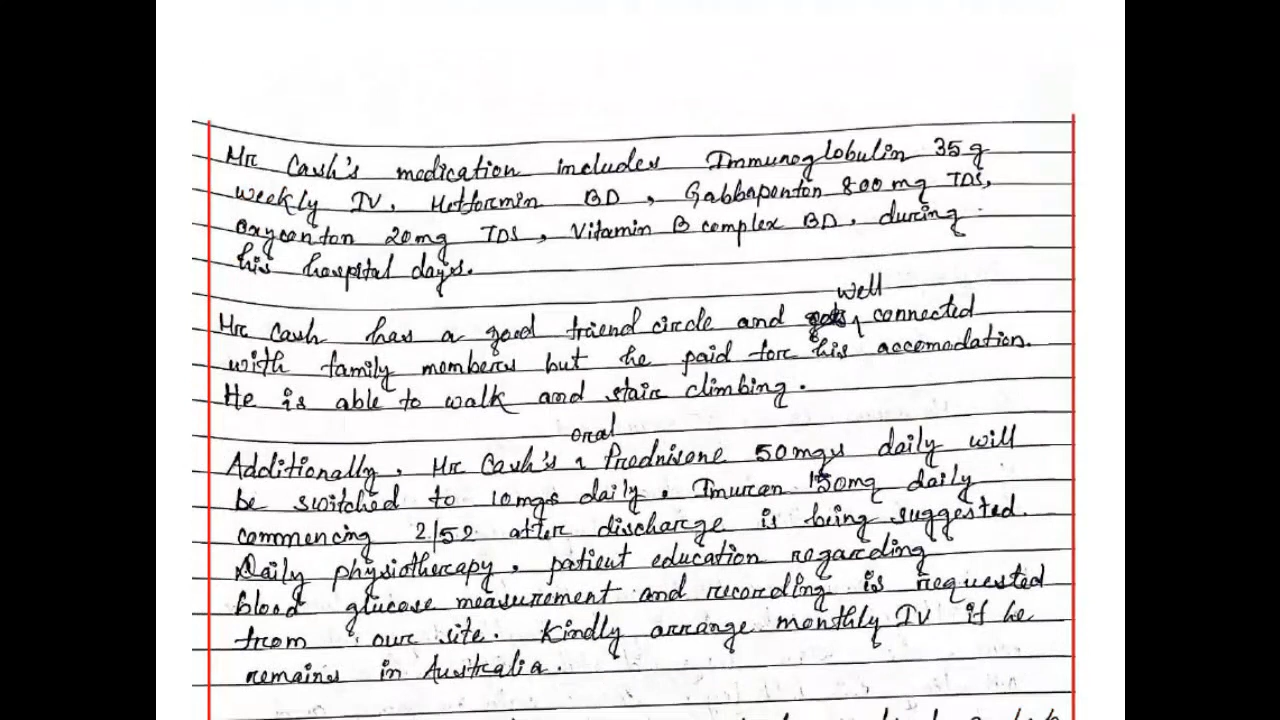 Mr Cash's medication includes Immunoglobulin 35g
weekly IV, Metformin BD, Gabbapenton 800mg TDS,
Oxyconton 20mg TDS, Vitamin B complex BD, during
his hospital days.
Mr Cash has a good friend circle and well connected
with family members but he paid for his accomodation.
He is able to walk and stair climbing.
Additionally, Mr Cash's oral Prednisone 50mgs daily will
be switched to 10mgs daily. Imuran 150mg daily
commencing 2/52 after discharge is being suggested.
Daily physiotherapy, patient education regarding
blood glucose measurement and recording is requested
from our site. Kindly arrange monthly IV if he
remains in Australia.